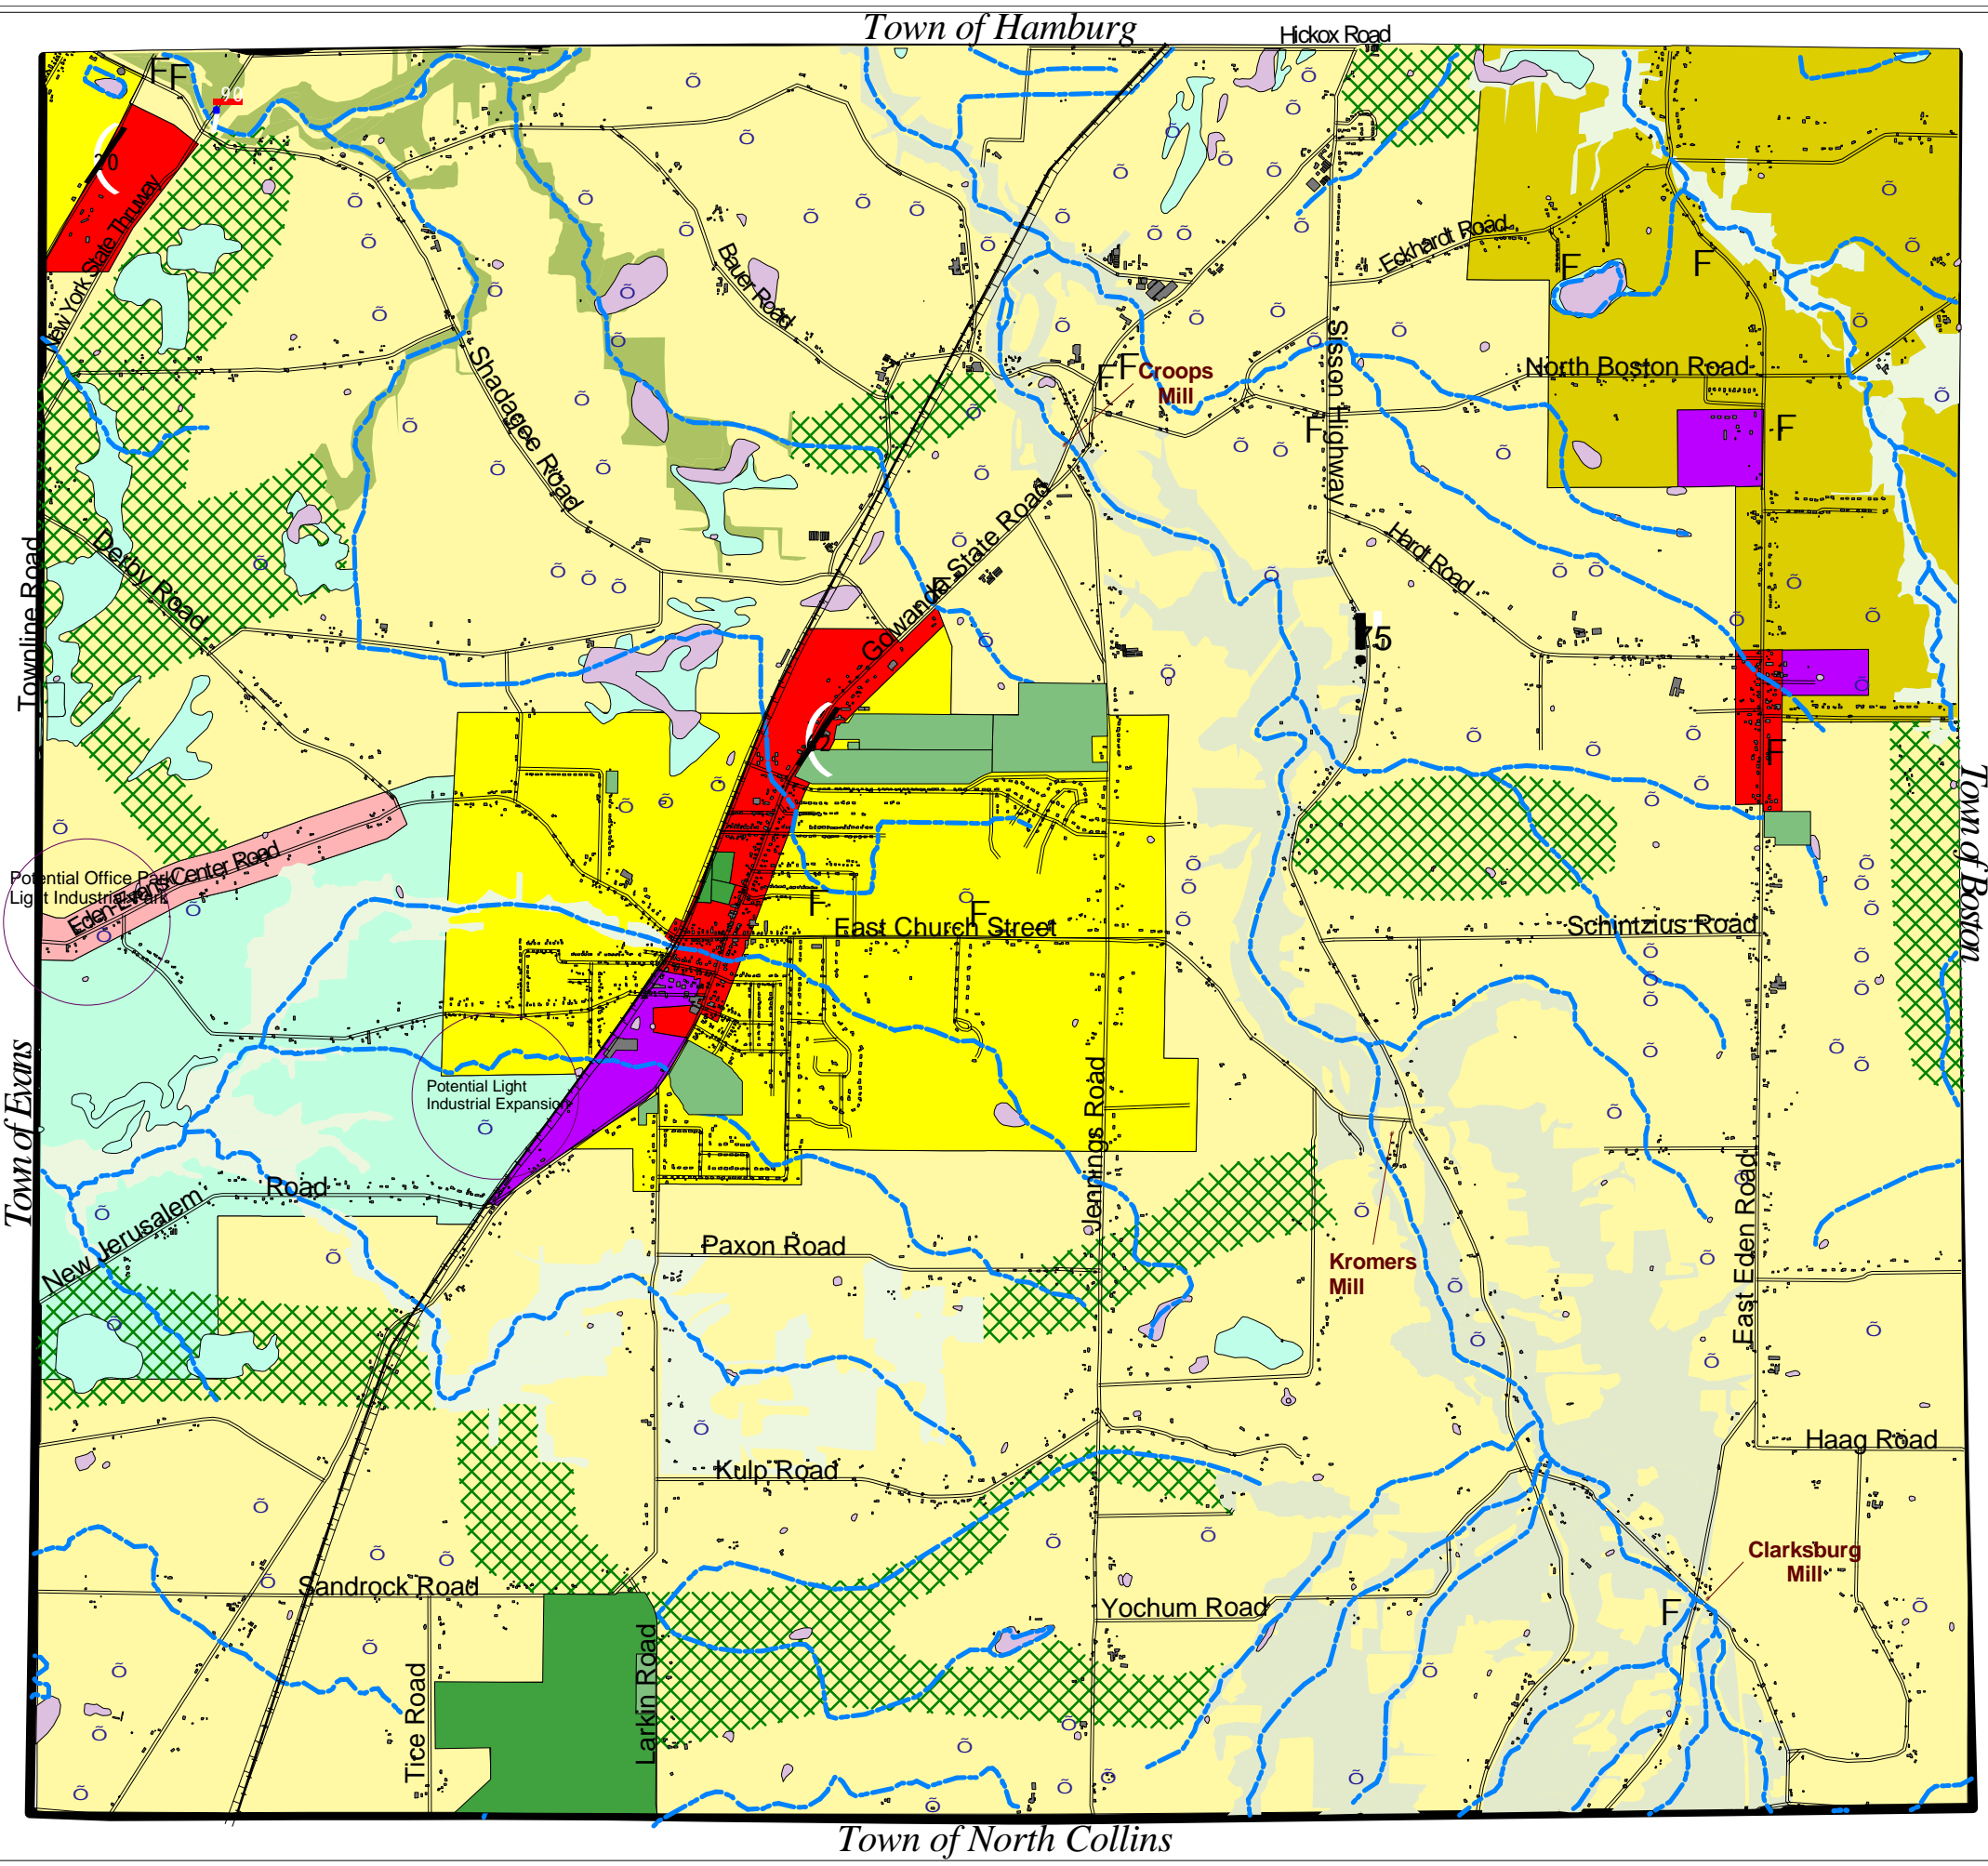 Town of Hamburg
Hickox Road
F
F
90
20
New York State Thruway
Bauer Road
Eckhardt Road
F
F
Shadagee Road
Sisson Highway
North Boston Road
F
F
Croops
Mill
F
F
Townline Road
Derby Road
Hardt Road
Gowanda State Road
F
75
F
Town of Boston
Potential Office Park
Light Industrial Park
Eden Evans Center Road
F
F
East Church Street
Schintzius Road
Town of Evans
Potential Light
Industrial Expansion
Jennings Road
New Jerusalem
Road
Paxon Road
Kromers
Mill
East Eden Road
Kulp Road
Haag Road
Sandrock Road
Clarksburg
Mill
Yochum Road
F
Tice Road
Larkin Road
Town of North Collins